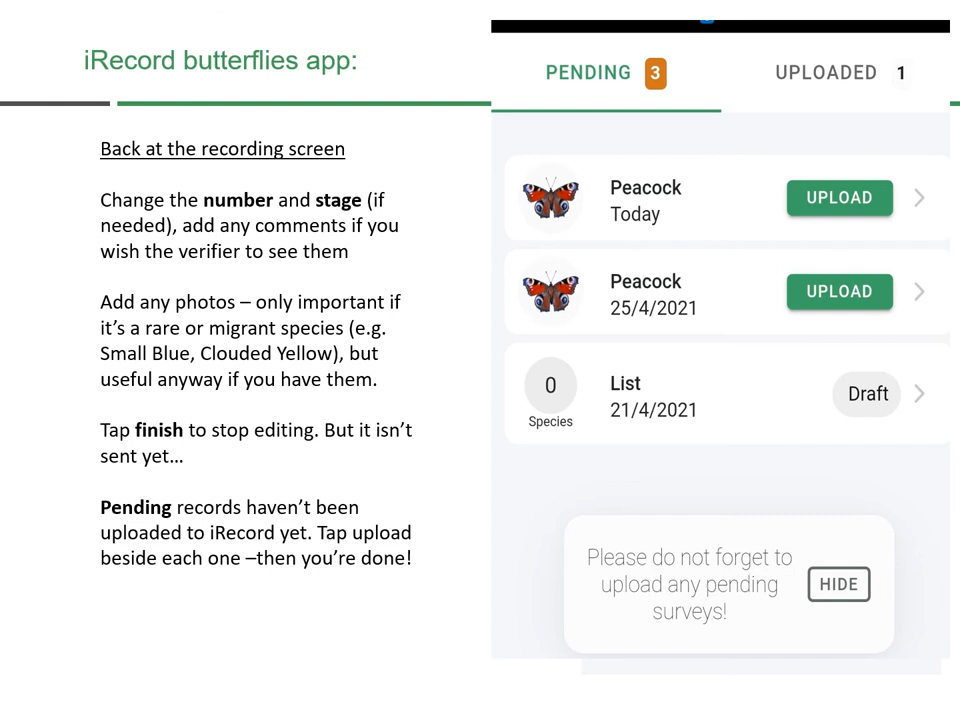 iRecord butterflies app:
Back at the recording screen
Change the number and stage (if
needed), add any comments if you
wish the verifier to see them
Add any photos – only important if
it’s a rare or migrant species (e.g.
Small Blue, Clouded Yellow), but
useful anyway if you have them.
Tap finish to stop editing. But it isn’t
sent yet…
Pending records haven’t been
uploaded to iRecord yet. Tap upload
beside each one –then you’re done!
PENDING 3
UPLOADED 1
Peacock
Today
UPLOAD
Peacock
25/4/2021
UPLOAD
0
Species
List
21/4/2021
Draft
Please do not forget to
upload any pending
surveys!
HIDE